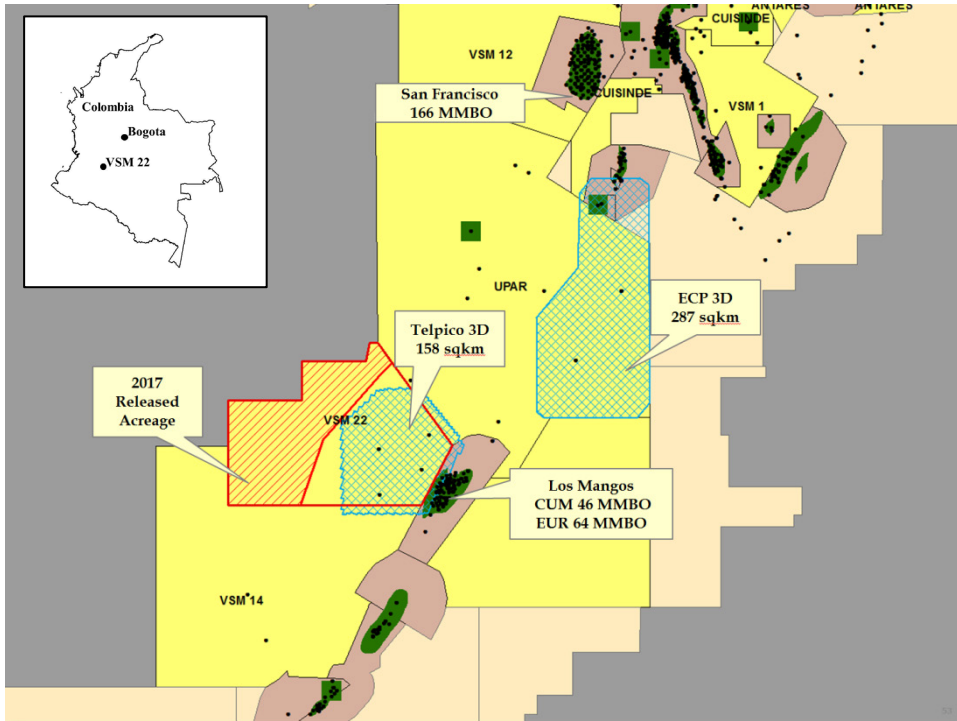 ANTARES
ANTARES
CUISINDE
VSM 12
Colombia
Bogota
VSM 22
San Francisco
166 MMBO
CUISINDE
VSM 1
UPAR
ECP 3D
287 sqkm
Telpico 3D
158 sqkm
2017
Released
Acreage
VSM 22
Los Mangos
CUM 46 MMBO
EUR 64 MMBO
VSM 14
53